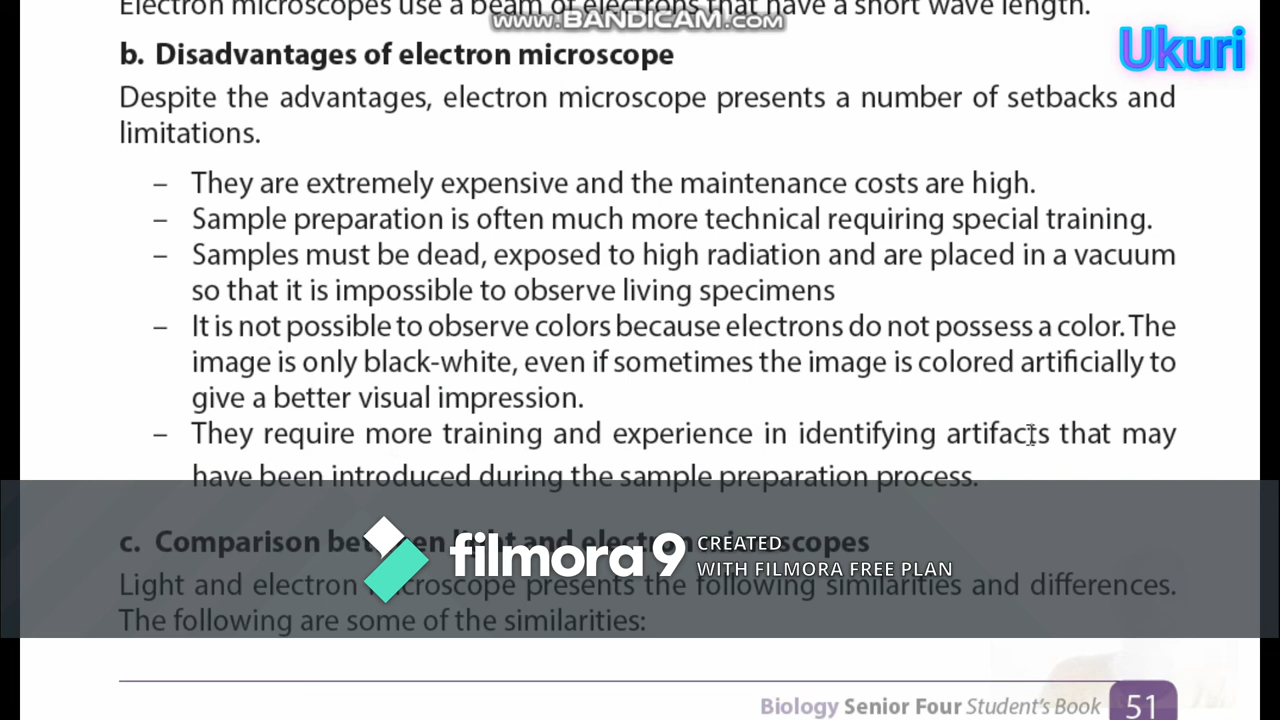 Electron microscopes use a beam of electrons that have a short wave length.
www.BANDICAM.com
Ukuri
b. Disadvantages of electron microscope
Despite the advantages, electron microscope presents a number of setbacks and
limitations.
– They are extremely expensive and the maintenance costs are high.
– Sample preparation is often much more technical requiring special training.
– Samples must be dead, exposed to high radiation and are placed in a vacuum
so that it is impossible to observe living specimens
– It is not possible to observe colors because electrons do not possess a color. The
image is only black-white, even if sometimes the image is colored artificially to
give a better visual impression.
– They require more training and experience in identifying artifacts that may
have been introduced during the sample preparation process.
c. Comparison between light and electron microscopes
filmora 9 CREATED
WITH FILMORA FREE PLAN
Light and electron microscope presents the following similarities and differences.
The following are some of the similarities:
Biology Senior Four Student's Book 51